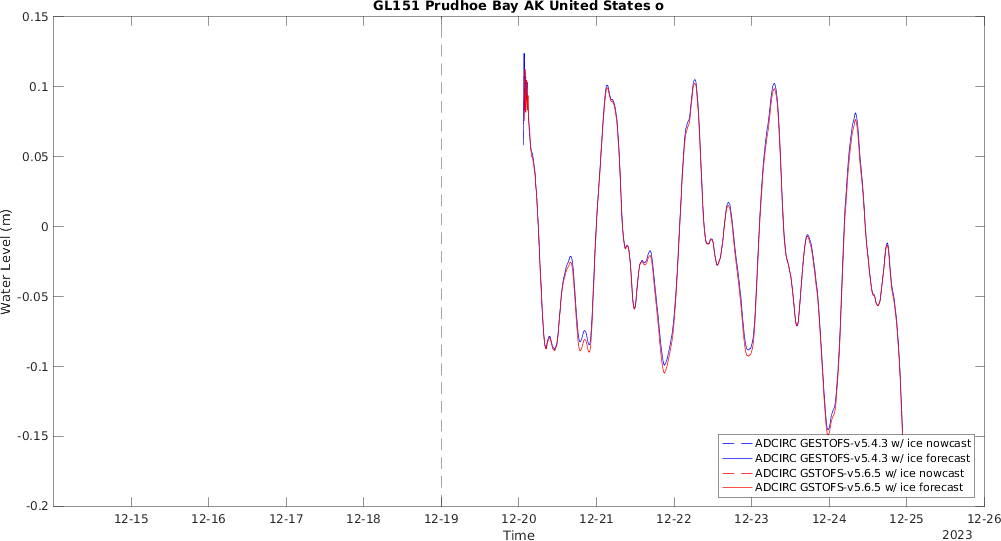 GL151 Prudhoe Bay AK United States o
0.15
0.1
0.05
0
-0.05
-0.1
-0.15
-0.2
Water Level (m)
12-15 12-16 12-17 12-18 12-19 12-20 12-21 12-22 12-23 12-24 12-25 12-26
Time
2023
ADCIRC GESTOFS-v5.4.3 w/ ice nowcast
ADCIRC GESTOFS-v5.4.3 w/ ice forecast
ADCIRC GSTOFS-v5.6.5 w/ ice nowcast
ADCIRC GSTOFS-v5.6.5 w/ ice forecast